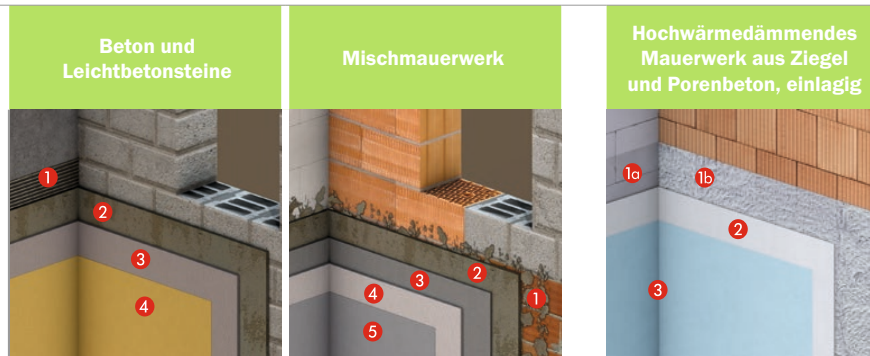 Beton und
Leichtbetonsteine
1
2
3
4
Mischmauerwerk
1
2
3
4
5
Hochwärmedämmendes
Mauerwerk aus Ziegel
und Porenbeton, einlagig
1a
1b
2
3